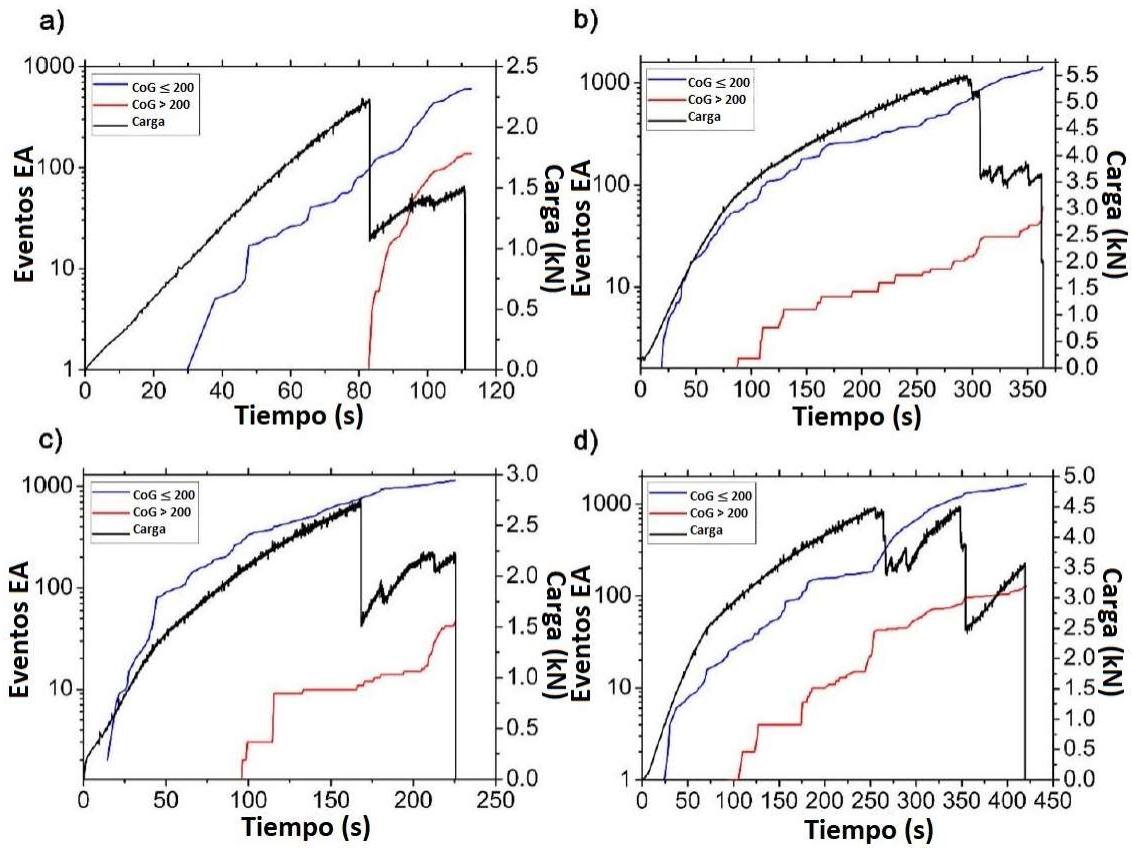 a)
1000
100
10
1
Eventos EA
CoG ≤ 200
CoG > 200
Carga
2.5
2.0
1.5
1.0
0.5
0.0
Carga (kN)
0 20 40 60 80 100 120
Tiempo (s)
b)
1000
100
10
Eventos EA
CoG ≤ 200
CoG > 200
Carga
5.5
5.0
4.5
4.0
3.5
3.0
2.5
2.0
1.5
1.0
0.5
0.0
Carga (kN)
0 50 100 150 200 250 300 350
Tiempo (s)
c)
1000
100
10
Eventos EA
CoG ≤ 200
CoG > 200
Carga
3.0
2.5
2.0
1.5
1.0
0.5
0.0
Carga (kN)
0 50 100 150 200 250
Tiempo (s)
d)
1000
100
10
1
Eventos EA
CoG ≤ 200
CoG > 200
Carga
5.0
4.5
4.0
3.5
3.0
2.5
2.0
1.5
1.0
0.5
0.0
Carga (kN)
0 50 100 150 200 250 300 350 400 450
Tiempo (s)